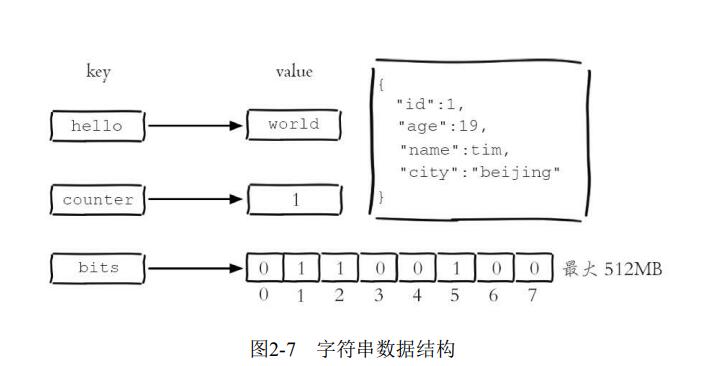 key value
hello world
counter 1
bits 0 1 1 0 0 1 0 0 最大 512MB
0 1 2 3 4 5 6 7
{
"id":1,
"age":19,
"name":tim,
"city":"beijing"
}
图2-7 字符串数据结构